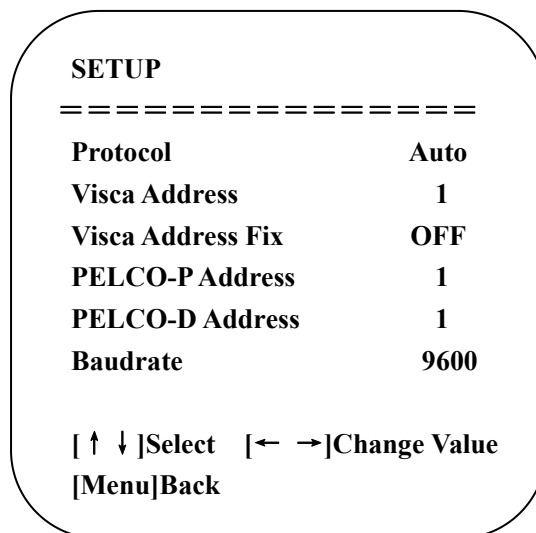 SETUP
===============
Protocol Auto
Visca Address 1
Visca Address Fix OFF
PELCO-P Address 1
PELCO-D Address 1
Baudrate 9600
[ ↑ ↓ ]Select [← →]Change Value
[Menu]Back